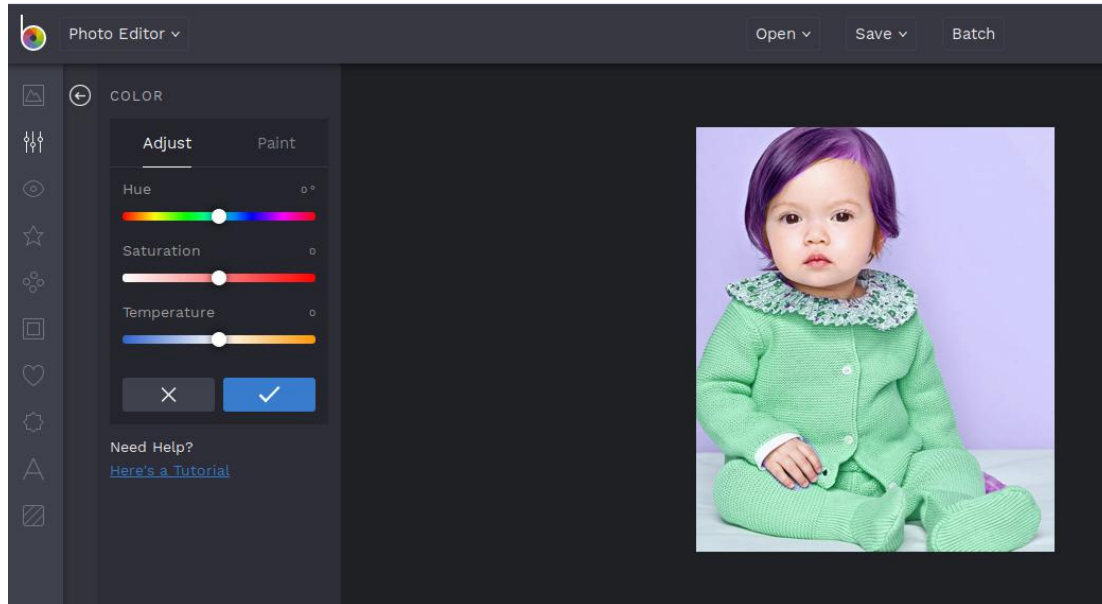 Photo Editor
Open
Save
Batch
COLOR
Adjust
Paint
Hue
0°
Saturation
0
Temperature
0
Need Help?
Here's a Tutorial